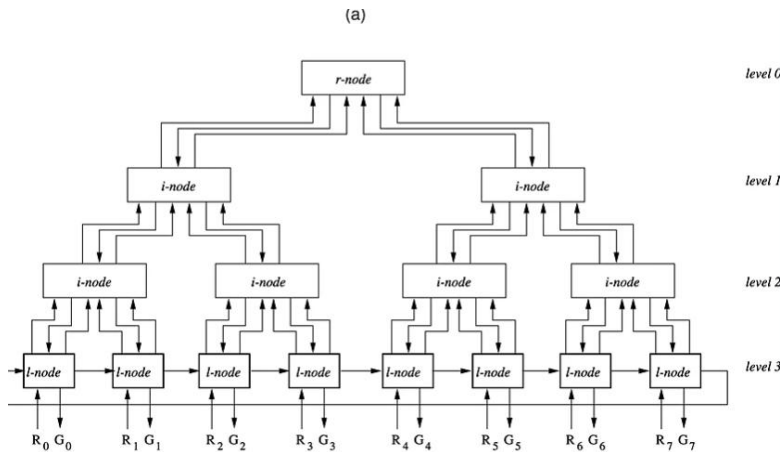 (a)
r-node level 0
i-node i-node level 1
i-node i-node i-node i-node level 2
l-node l-node l-node l-node l-node l-node l-node l-node level 3
R0 G0 R1 G1 R2 G2 R3 G3 R4 G4 R5 G5 R6 G6 R7 G7